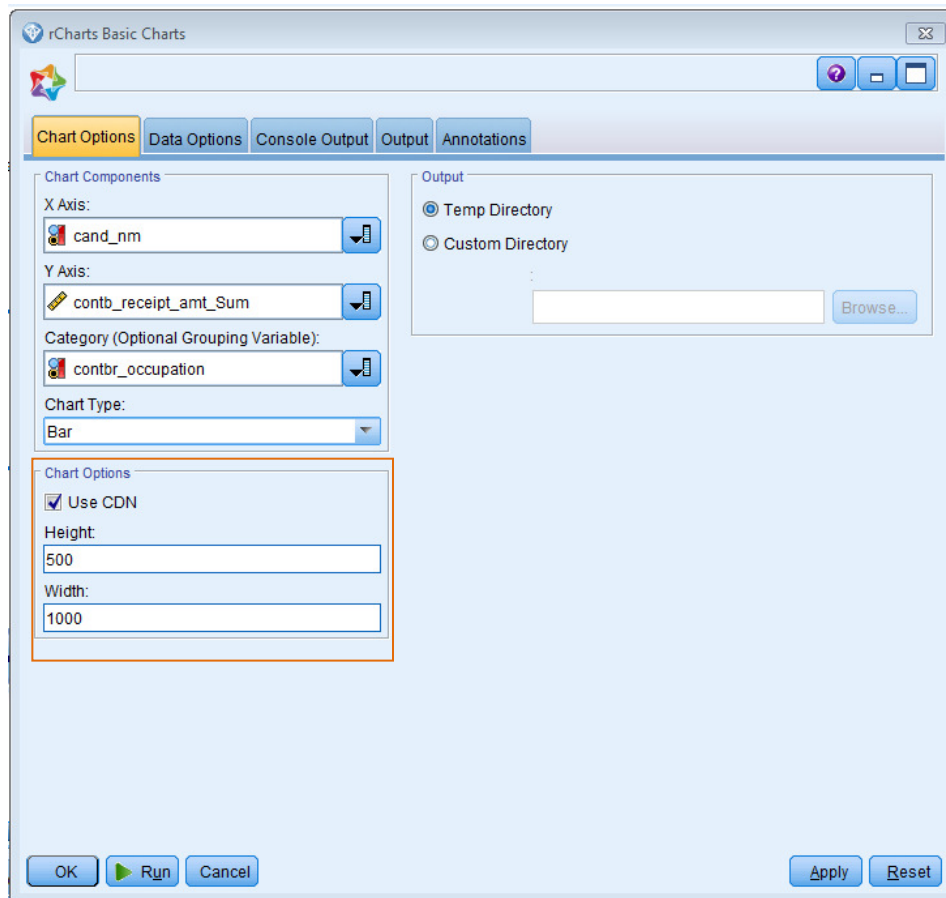 rCharts Basic Charts
Chart Options Data Options Console Output Output Annotations
Chart Components
X Axis:
cand_nm
Y Axis:
contb_receipt_amt_Sum
Category (Optional Grouping Variable):
contbr_occupation
Chart Type:
Bar
Chart Options
Use CDN
Height:
500
Width:
1000
Output
Temp Directory
Custom Directory
:
Browse...
OK Run Cancel Apply Reset